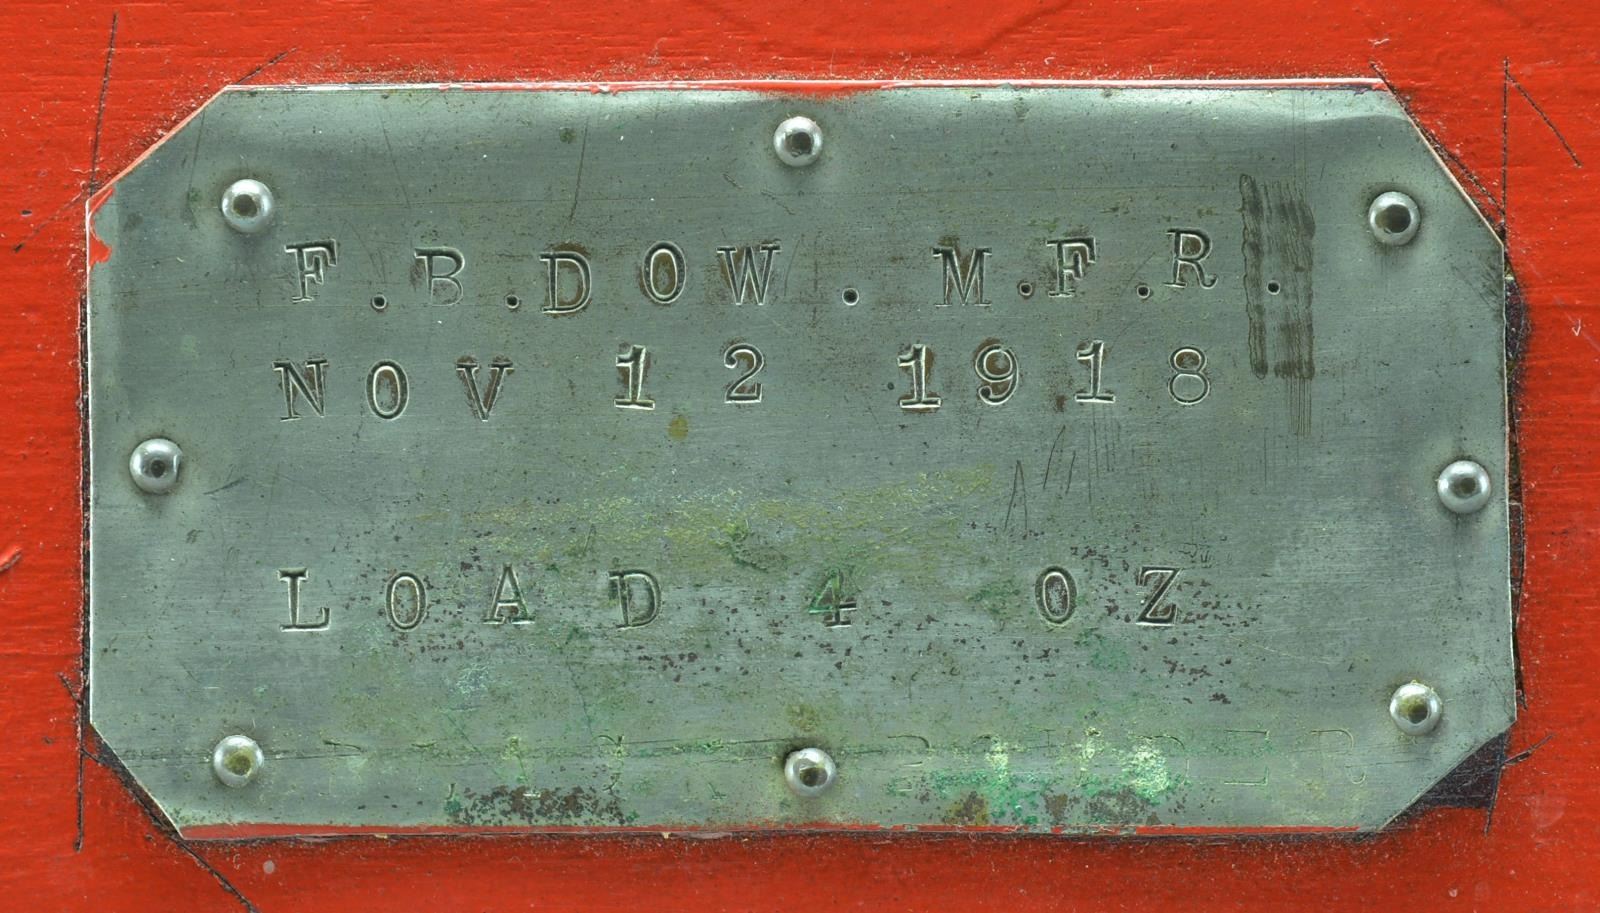 F.B.DOW. M.F.R.
NOV 12 1918
LOAD 4 OZ